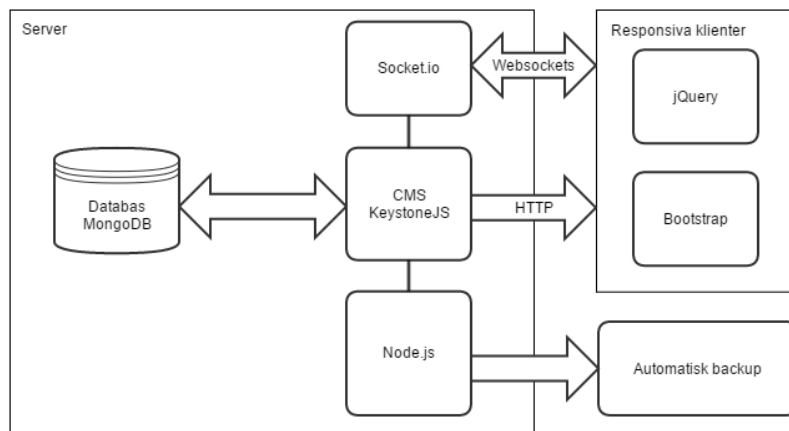 Server
Responsiva klienter
Socket.io
Websockets
jQuery
Databas
MongoDB
CMS
KeystoneJS
HTTP
Bootstrap
Node.js
Automatisk backup